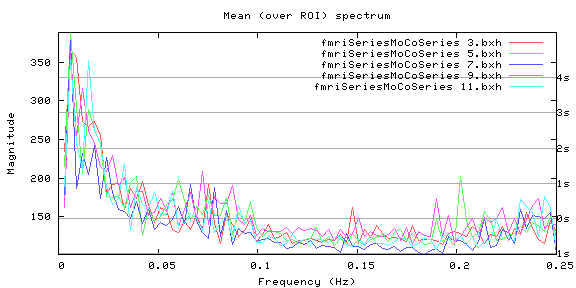 Mean (over ROI) spectrum
fmriSeriesMoCoSeries 3.bxh
fmriSeriesMoCoSeries 5.bxh
fmriSeriesMoCoSeries 7.bxh
fmriSeriesMoCoSeries 9.bxh
fmriSeriesMoCoSeries 11.bxh
350
300
250
200
150
Magnitude
4s
3s
2s
1s
0s
1s
0 0.05 0.1 0.15 0.2 0.25
Frequency (Hz)